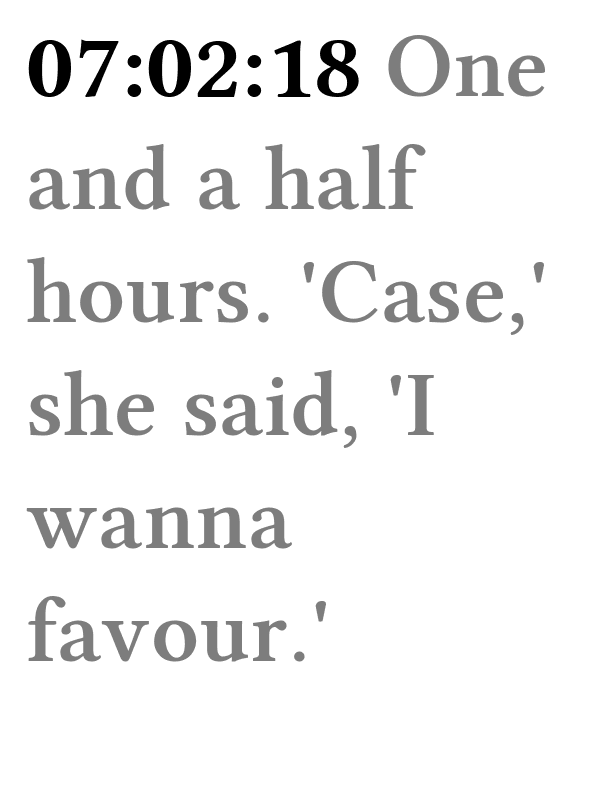 07:02:18 One
and a half
hours. 'Case,'
she said, 'I
wanna
favour.'